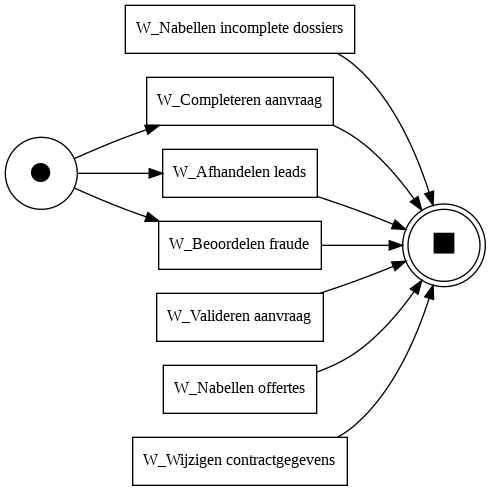 W_Nabellen incomplete dossiers
W_Completeren aanvraag
W_Afhandelen leads
W_Beoordelen fraude
W_Valideren aanvraag
W_Nabellen offertes
W_Wijzigen contractgegevens